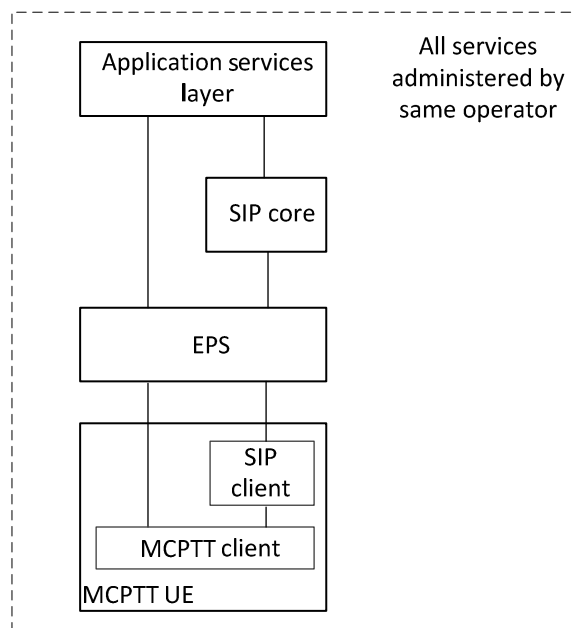 Application services
layer
All services
administered by
same operator
SIP core
EPS
SIP
client
MCPTT client
MCPTT UE